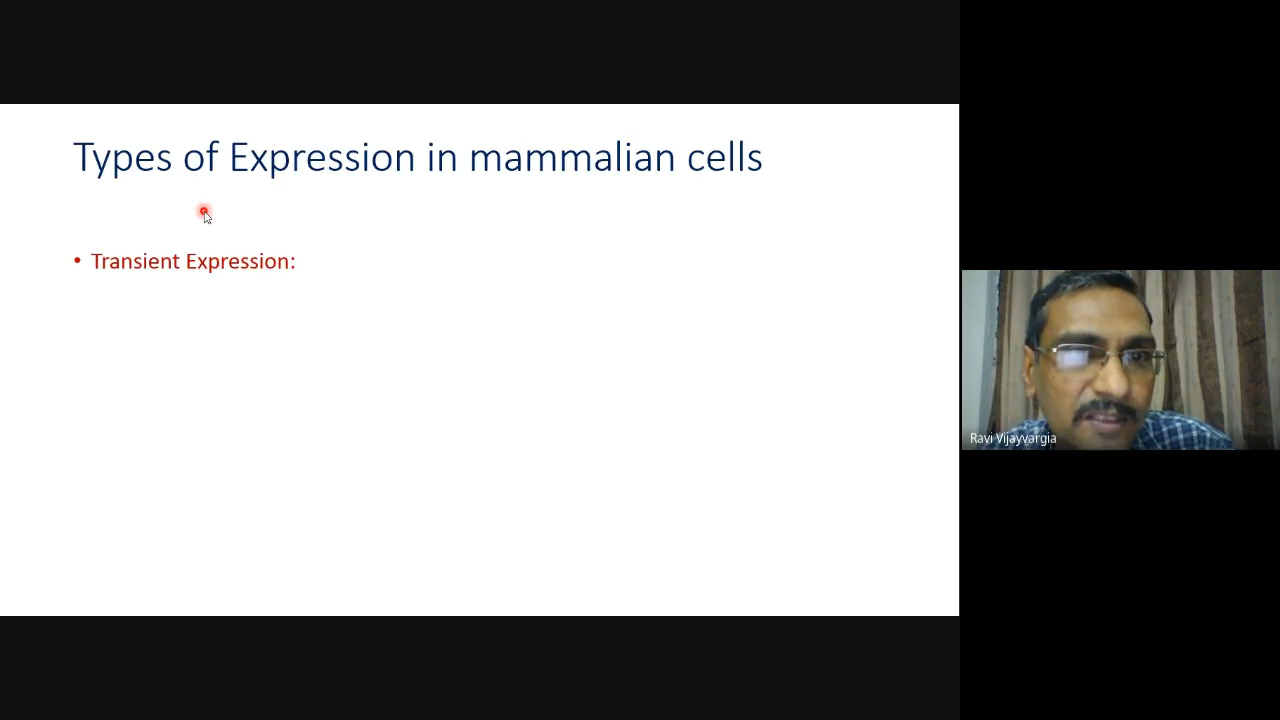 Types of Expression in mammalian cells
• Transient Expression:
Ravi Vijayvargia